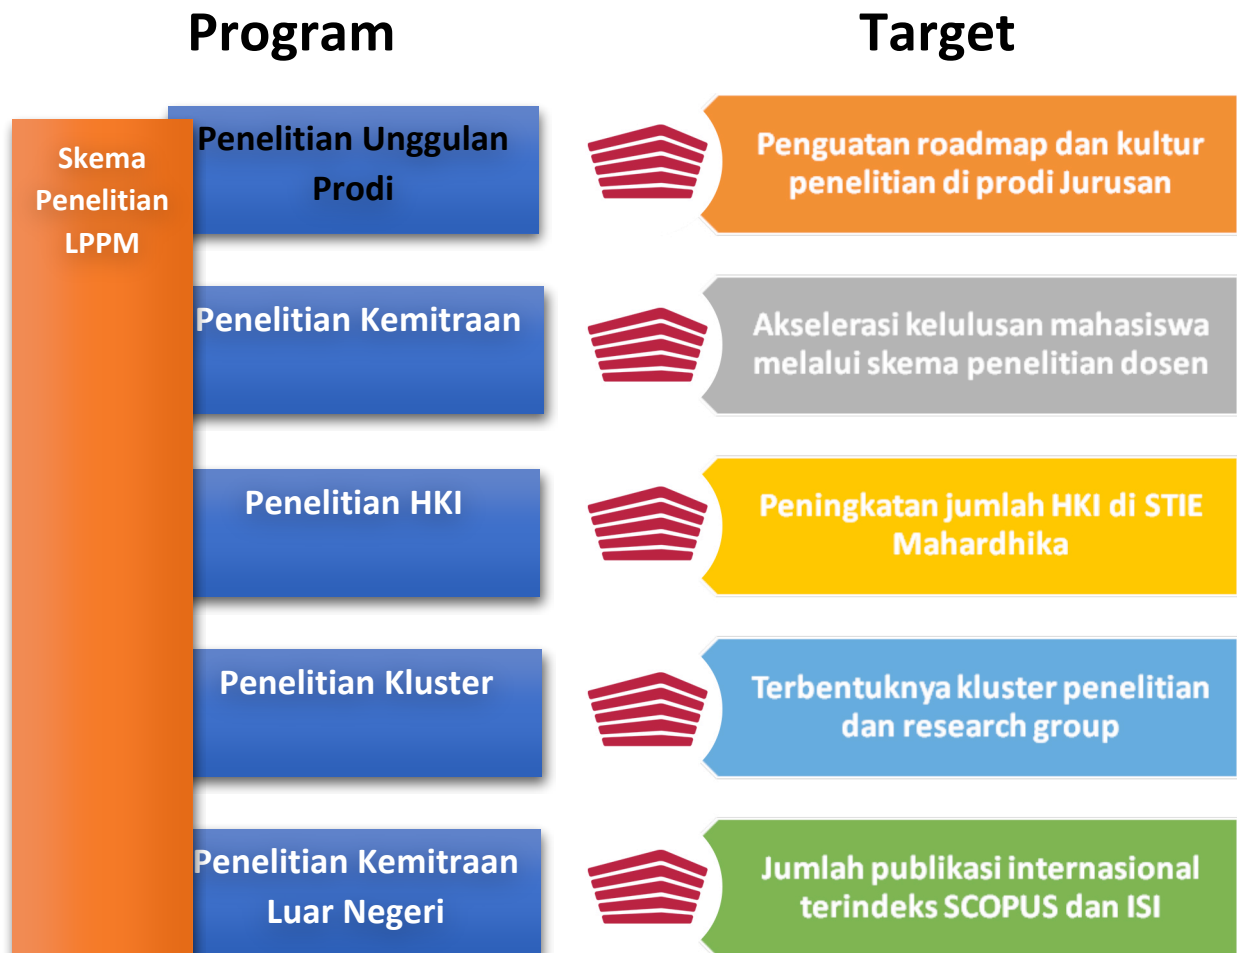 Program
Target
Skema
Penelitian
LPPM
Penelitian Unggulan
Prodi
Penguatan roadmap dan kultur
penelitian di prodi Jurusan
Penelitian Kemitraan
Akselerasi kelulusan mahasiswa
melalui skema penelitian dosen
Penelitian HKI
Peningkatan jumlah HKI di STIE
Mahardhika
Penelitian Kluster
Terbentuknya kluster penelitian
dan research group
Penelitian Kemitraan
Luar Negeri
Jumlah publikasi internasional
terindeks SCOPUS dan ISI